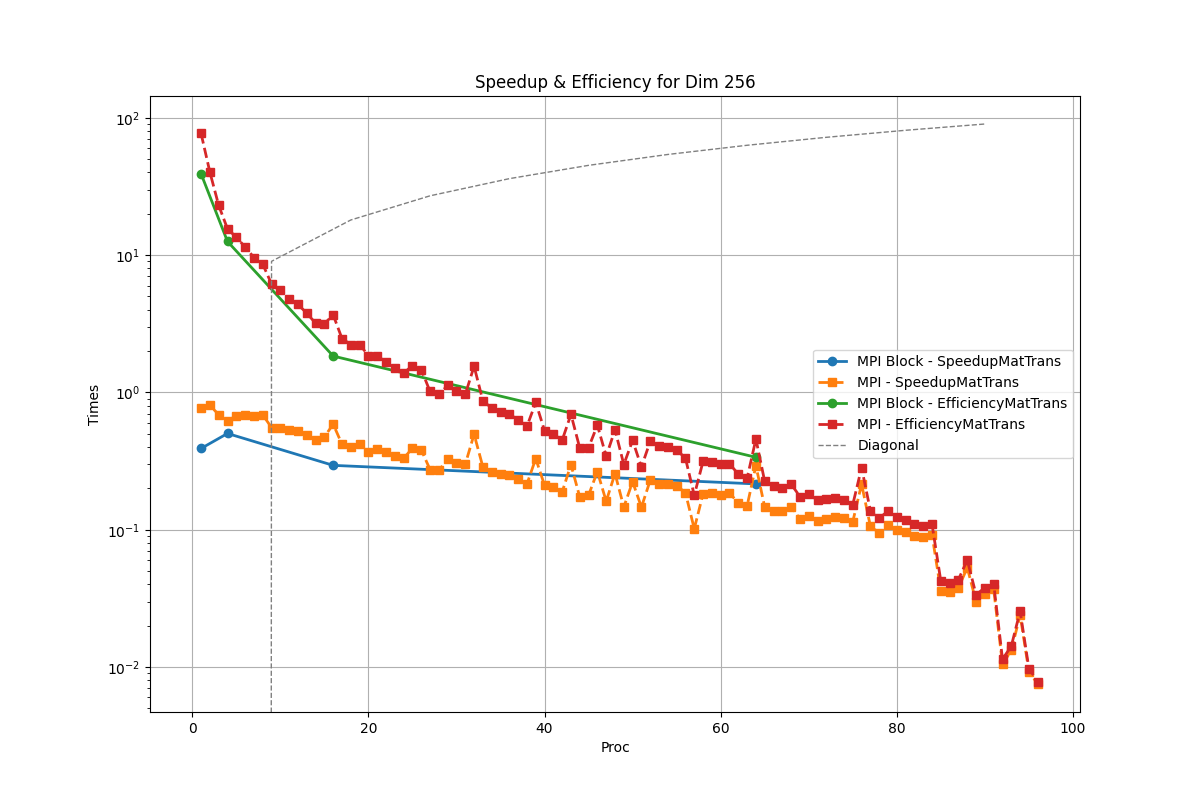 Speedup & Efficiency for Dim 256
10²
10¹
10⁰
10⁻¹
10⁻²
Times
MPI Block - SpeedupMatTrans
MPI - SpeedupMatTrans
MPI Block - EfficiencyMatTrans
MPI - EfficiencyMatTrans
Diagonal
0 20 40 60 80 100
Proc